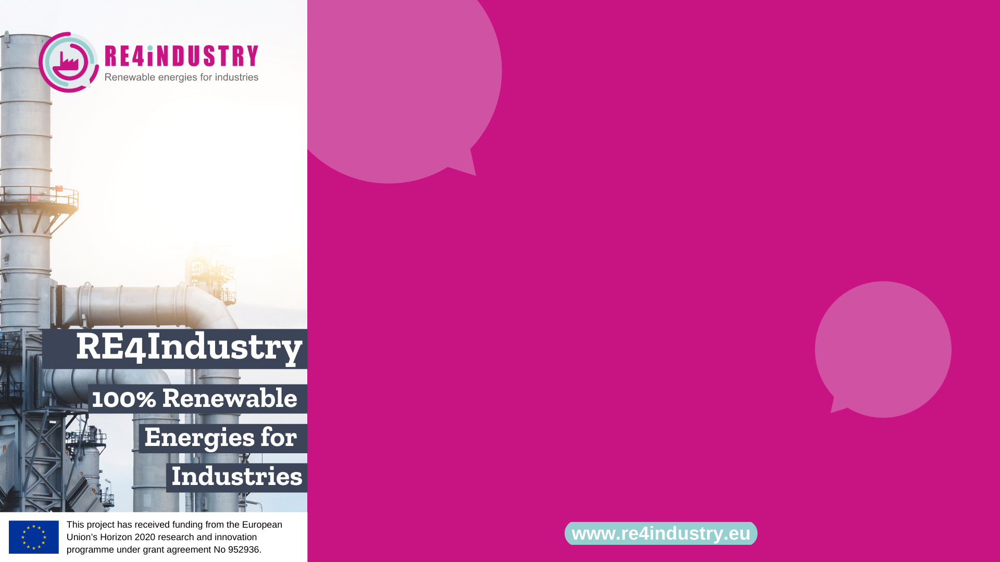 RE4iNDUSTRY
Renewable energies for industries
RE4Industry
100% Renewable
Energies for
Industries
This project has received funding from the European
Union’s Horizon 2020 research and innovation
programme under grant agreement No 952936.
www.re4industry.eu